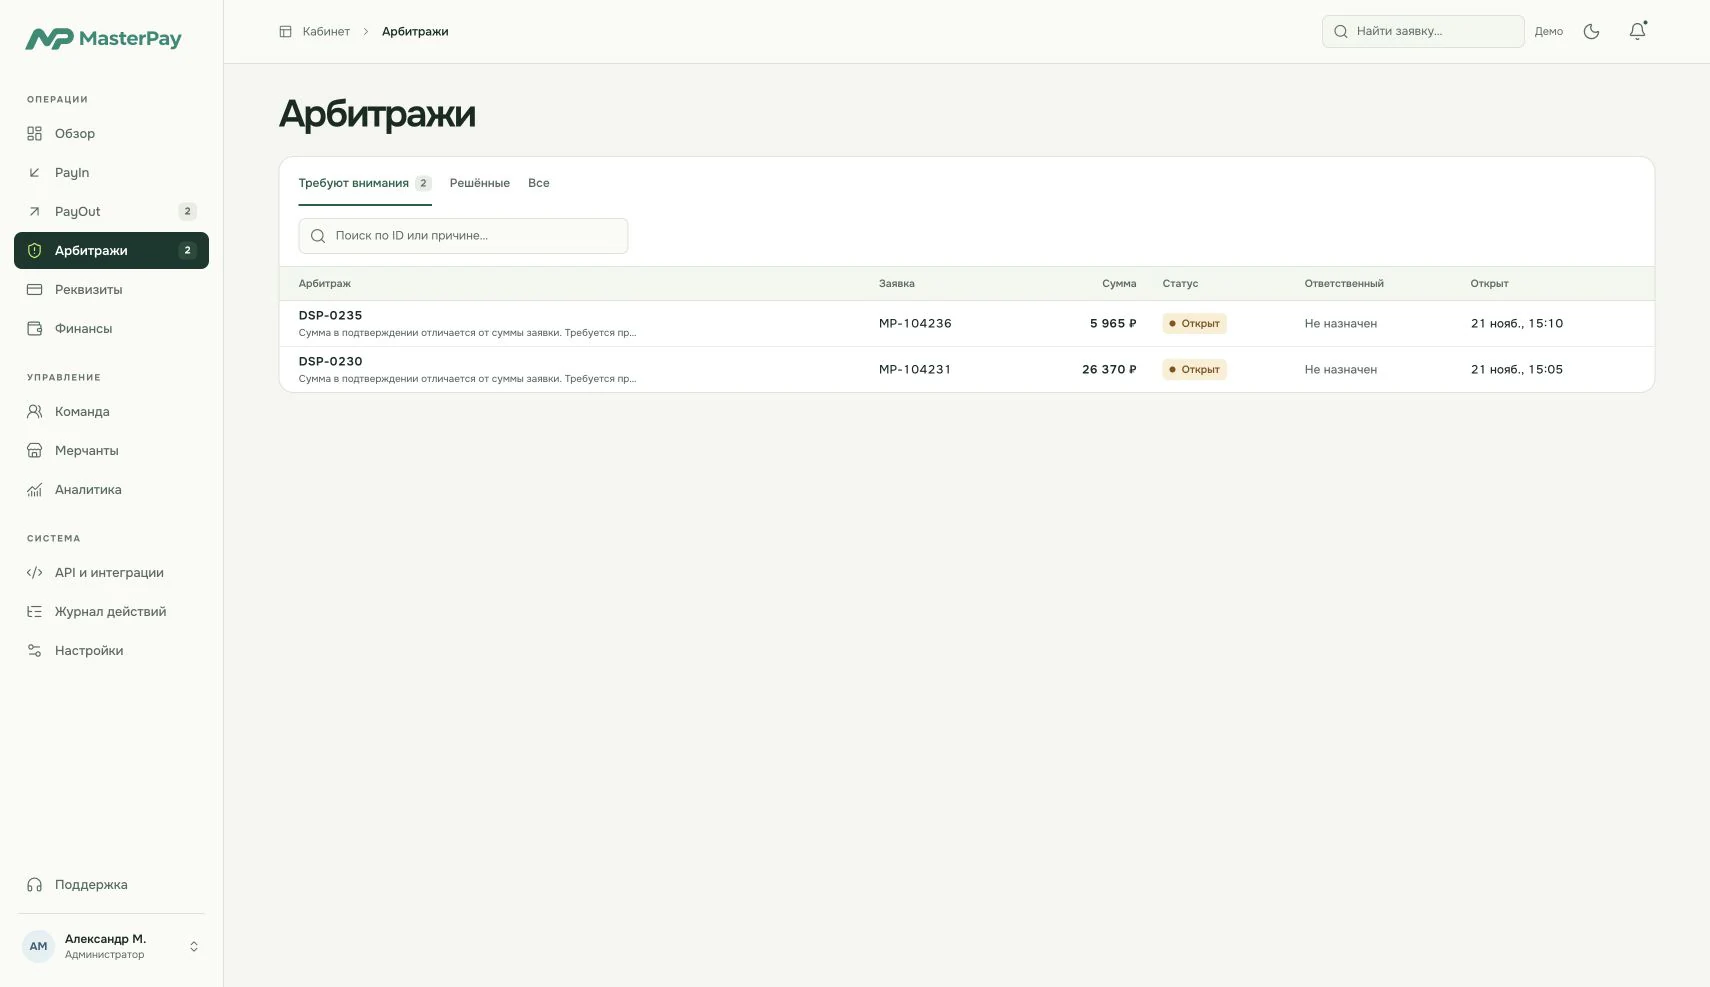 MasterPay
ОПЕРАЦИИ
Обзор
PayIn
PayOut 2
Арбитражи 2
Реквизиты
Финансы
УПРАВЛЕНИЕ
Команда
Мерчанты
Аналитика
СИСТЕМА
API и интеграции
Журнал действий
Настройки
Поддержка
AM
Александр М.
Администратор
Кабинет > Арбитражи
Найти заявку...
Демо
Арбитражи
Требуют внимания 2 Решённые Все
Поиск по ID или причине...
Арбитраж Заявка Сумма Статус Ответственный Открыт
DSP-0235
Сумма в подтверждении отличается от суммы заявки. Требуется пр...
MP-104236 5 965 ₽ Открыт Не назначен 21 нояб., 15:10
DSP-0230
Сумма в подтверждении отличается от суммы заявки. Требуется пр...
MP-104231 26 370 ₽ Открыт Не назначен 21 нояб., 15:05